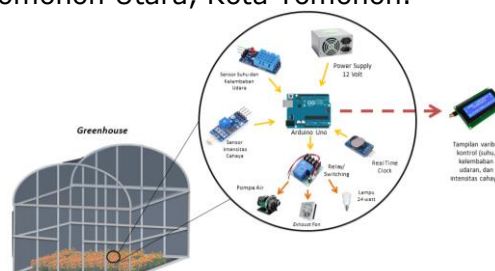 Tomohon Utara, Kota Tomohon.
Sensor Suhu dan
Kelembaban
Udara
Power Supply
12 Volt
Greenhouse
Sensor
Intensitas
Cahaya
Arduino Uno
Real Time
Clock
Relay/
Switching
Pompa Air
Exhaust Fan
Lampu
24 watt
Tampilan varib
kontrol (suhu,
kelembaban
udaran, dan
intensitas cahay